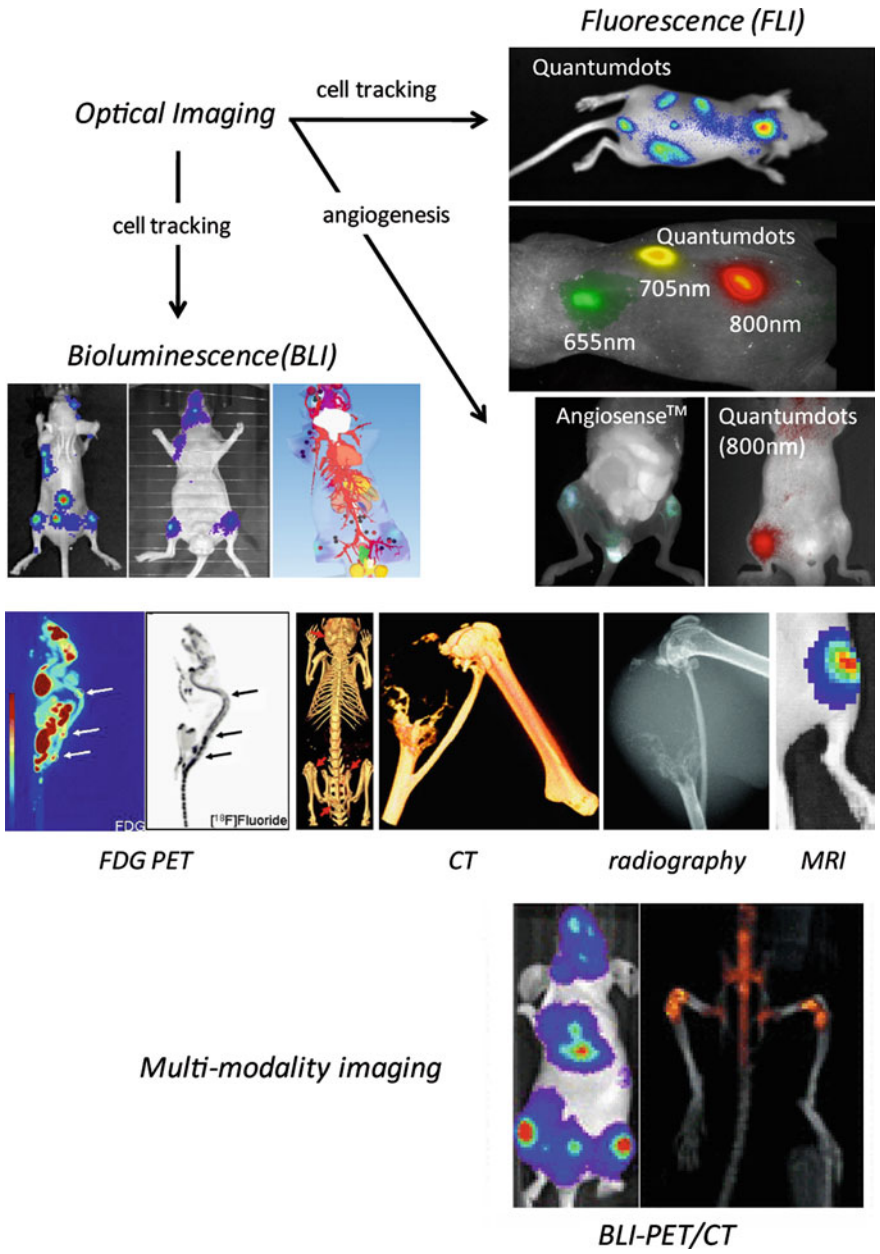 Fluorescence (FLI)
Quantumdots
Optical Imaging
cell tracking
cell tracking
angiogenesis
Quantumdots
705nm
800nm
655nm
Bioluminescence (BLI)
Angiosense™
Quantumdots
(800nm)
FDG
[¹⁸F]Fluoride
FDG PET
CT
radiography
MRI
Multi-modality imaging
BLI-PET/CT